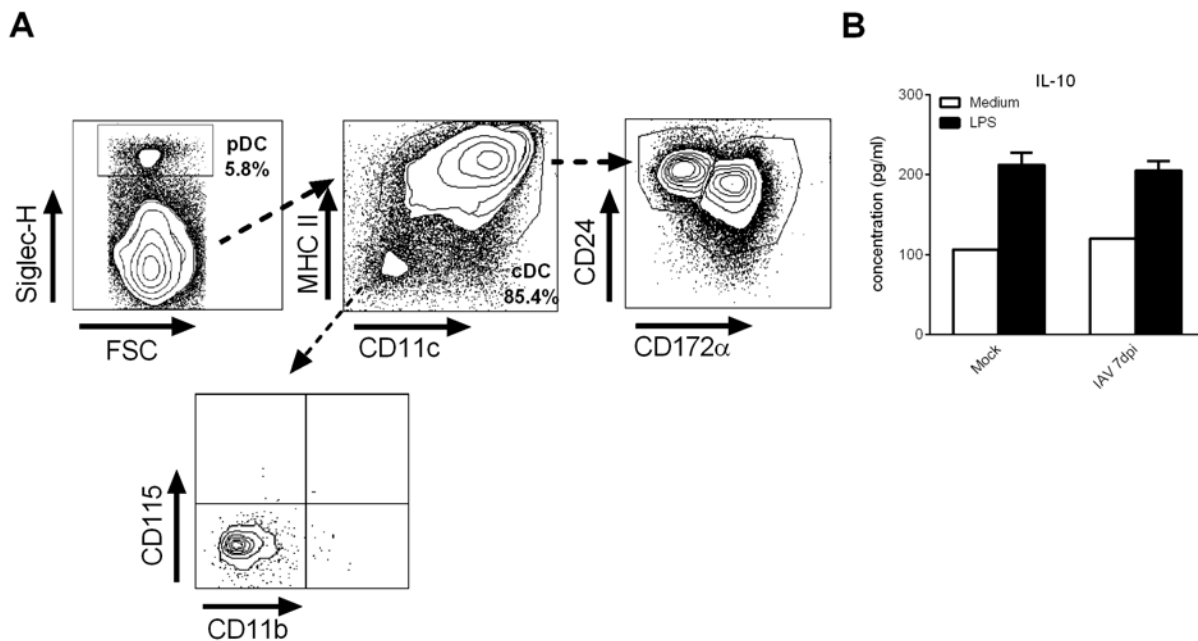 A
pDC
5.8%
Siglec-H
FSC
MHC II
cDC
85.4%
CD11c
CD24
CD172α
CD115
CD11b
B
IL-10
Medium
LPS
300
200
100
0
concentration (pg/ml)
Mock
IAV 7dpi